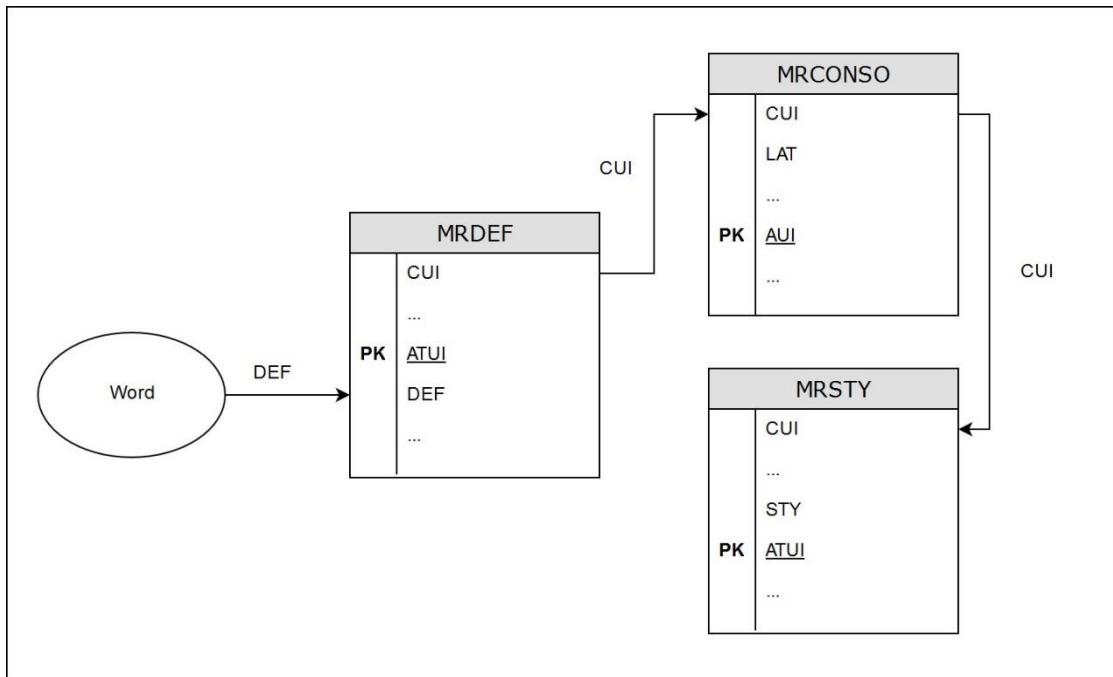 MRCONSO
CUI
LAT
...
PK AUI
...
CUI
CUI
MRDEF
CUI
...
PK ATUI
DEF
...
Word
DEF
MRSTY
CUI
...
STY
PK ATUI
...